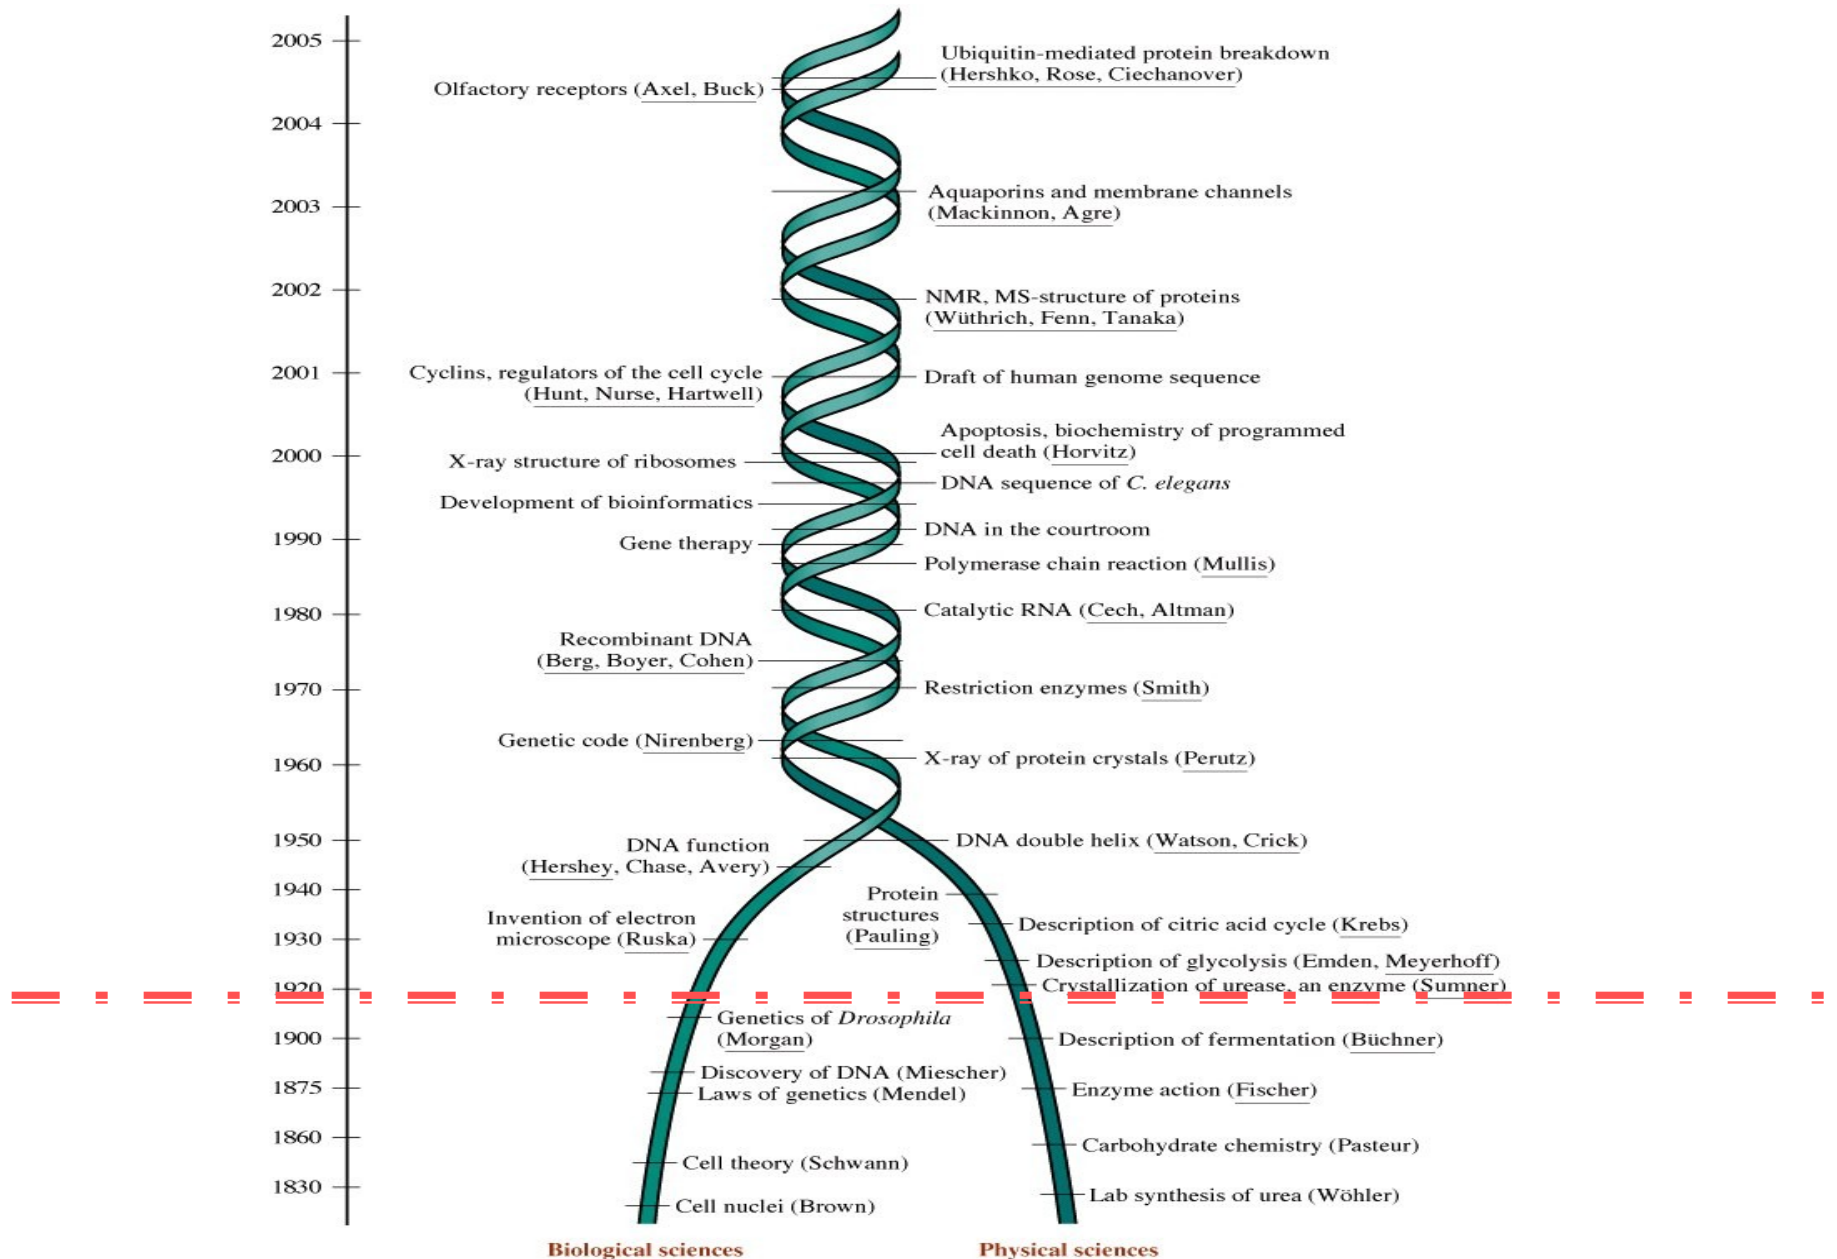 2005
Ubiquitin-mediated protein breakdown
(Hershko, Rose, Ciechanover)
Olfactory receptors (Axel, Buck)
2004
Aquaporins and membrane channels
2003
(Mackinnon, Agre)
2002
NMR, MS-structure of proteins
(Wüthrich, Fenn, Tanaka)
2001
Cyclins, regulators of the cell cycle
(Hunt, Nurse, Hartwell)
Draft of human genome sequence
Apoptosis, biochemistry of programmed
cell death (Horvitz)
2000
X-ray structure of ribosomes
DNA sequence of C. elegans
Development of bioinformatics
DNA in the courtroom
1990
Gene therapy
Polymerase chain reaction (Mullis)
1980
Catalytic RNA (Cech, Altman)
Recombinant DNA
(Berg, Boyer, Cohen)
1970
Restriction enzymes (Smith)
Genetic code (Nirenberg)
X-ray of protein crystals (Perutz)
1960
1950
DNA function
(Hershey, Chase, Avery)
DNA double helix (Watson, Crick)
1940
Protein
structures
(Pauling)
Invention of electron
microscope (Ruska)
Description of citric acid cycle (Krebs)
1930
Description of glycolysis (Emden, Meyerhoff)
Crystallization of urease, an enzyme (Sumner)
1920
Genetics of Drosophila
(Morgan)
1900
Description of fermentation (Büchner)
Discovery of DNA (Miescher)
1875
Laws of genetics (Mendel)
Enzyme action (Fischer)
1860
Carbohydrate chemistry (Pasteur)
Cell theory (Schwann)
1830
Lab synthesis of urea (Wöhler)
Cell nuclei (Brown)
Biological sciences
Physical sciences